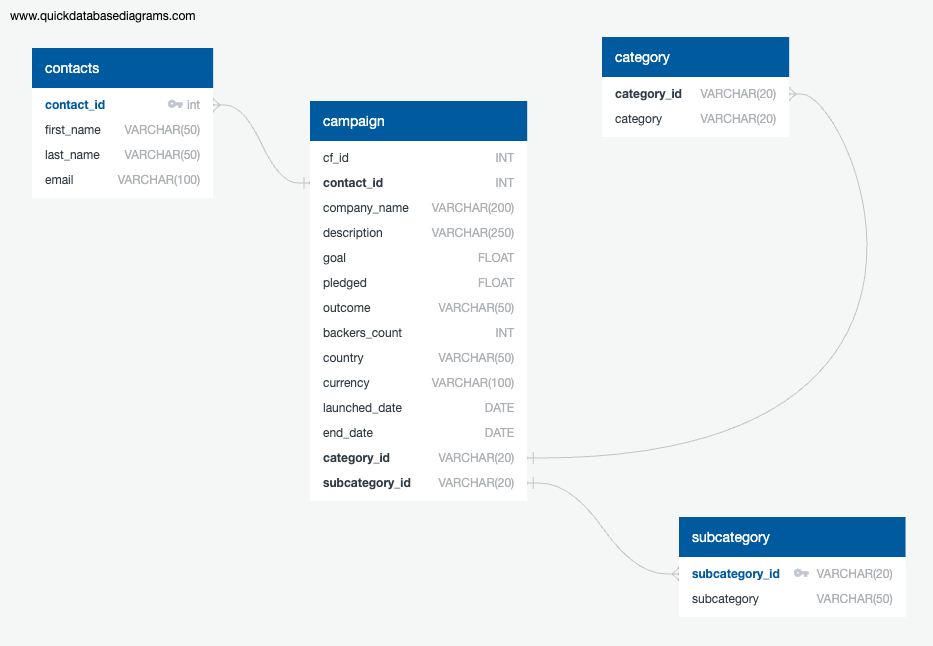 www.quickdatabasediagrams.com
contacts
contact_id int
first_name VARCHAR(50)
last_name VARCHAR(50)
email VARCHAR(100)
campaign
cf_id INT
contact_id INT
company_name VARCHAR(200)
description VARCHAR(250)
goal FLOAT
pledged FLOAT
outcome VARCHAR(50)
backers_count INT
country VARCHAR(50)
currency VARCHAR(100)
launched_date DATE
end_date DATE
category_id VARCHAR(20)
subcategory_id VARCHAR(20)
category
category_id VARCHAR(20)
category VARCHAR(20)
subcategory
subcategory_id VARCHAR(20)
subcategory VARCHAR(50)